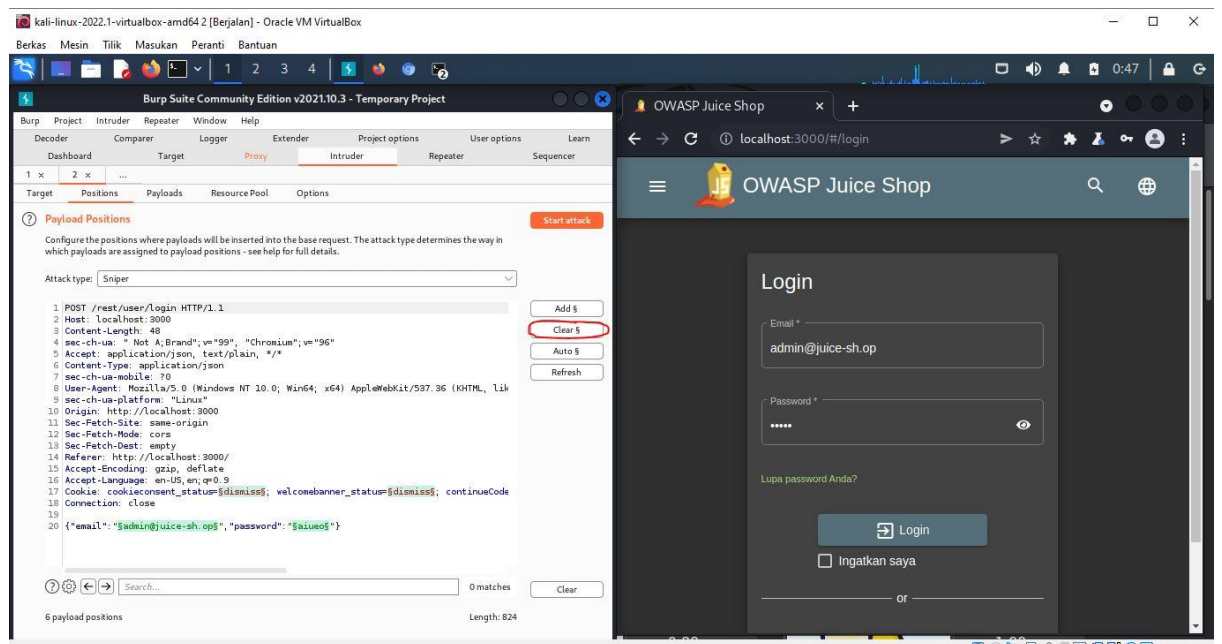 kali-linux-2022.1-virtualbox-amd64 2 [Berjalan] - Oracle VM VirtualBox
Berkas Mesin Tilik Masukan Peranti Bantuan
1 2 3 4
0:47
Burp Suite Community Edition v2021.10.3 - Temporary Project
Burp Project Intruder Repeater Window Help
Decoder Comparer Logger Extender Project options User options Learn
Dashboard Target Proxy Intruder Repeater Sequencer
1 × 2 × ...
Target Positions Payloads Resource Pool Options
Payload Positions
Start attack
Configure the positions where payloads will be inserted into the base request. The attack type determines the way in
which payloads are assigned to payload positions - see help for full details.
Attack type: Sniper
1 POST /rest/user/login HTTP/1.1
2 Host: localhost:3000
3 Content-Length: 48
4 sec-ch-ua: " Not A;Brand";v="99", "Chromium";v="96"
5 Accept: application/json, text/plain, */*
6 Content-Type: application/json
7 sec-ch-ua-mobile: ?0
8 User-Agent: Mozilla/5.0 (Windows NT 10.0; Win64; x64) AppleWebKit/537.36 (KHTML, lik
9 sec-ch-ua-platform: "Linux"
10 Origin: http://localhost:3000
11 Sec-Fetch-Site: same-origin
12 Sec-Fetch-Mode: cors
13 Sec-Fetch-Dest: empty
14 Referer: http://localhost:3000/
15 Accept-Encoding: gzip, deflate
16 Accept-Language: en-US,en;q=0.9
17 Cookie: cookieconsent_status=§dismiss§; welcomebanner_status=§dismiss§; continueCode
18 Connection: close
19
20 {"email":"§admin@juice-sh.op§","password":"§aiueo§"}
Add §
Clear §
Auto §
Refresh
Search...
0 matches
Clear
6 payload positions
Length: 824
OWASP Juice Shop
localhost:3000/#/login
OWASP Juice Shop
Login
Email *
admin@juice-sh.op
Password *
•••••
Lupa password Anda?
Login
Ingatkan saya
or